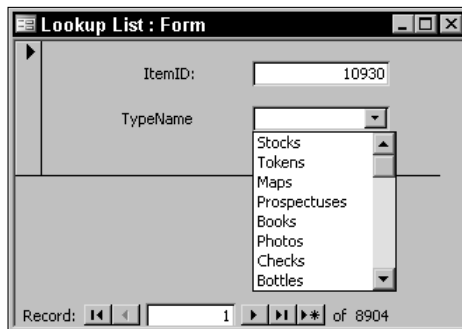 Lookup List : Form
ItemID: 10930
TypeName
Stocks
Tokens
Maps
Prospectuses
Books
Photos
Checks
Bottles
Record: 1 of 8904